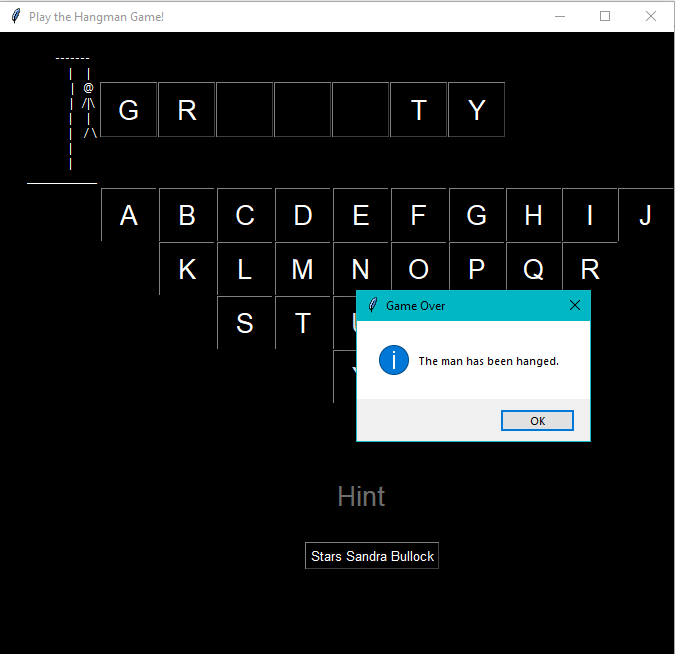 Play the Hangman Game!
G R T Y
A B C D E F G H I J
K L M N O P Q R
S T
Game Over
The man has been hanged.
OK
Hint
Stars Sandra Bullock